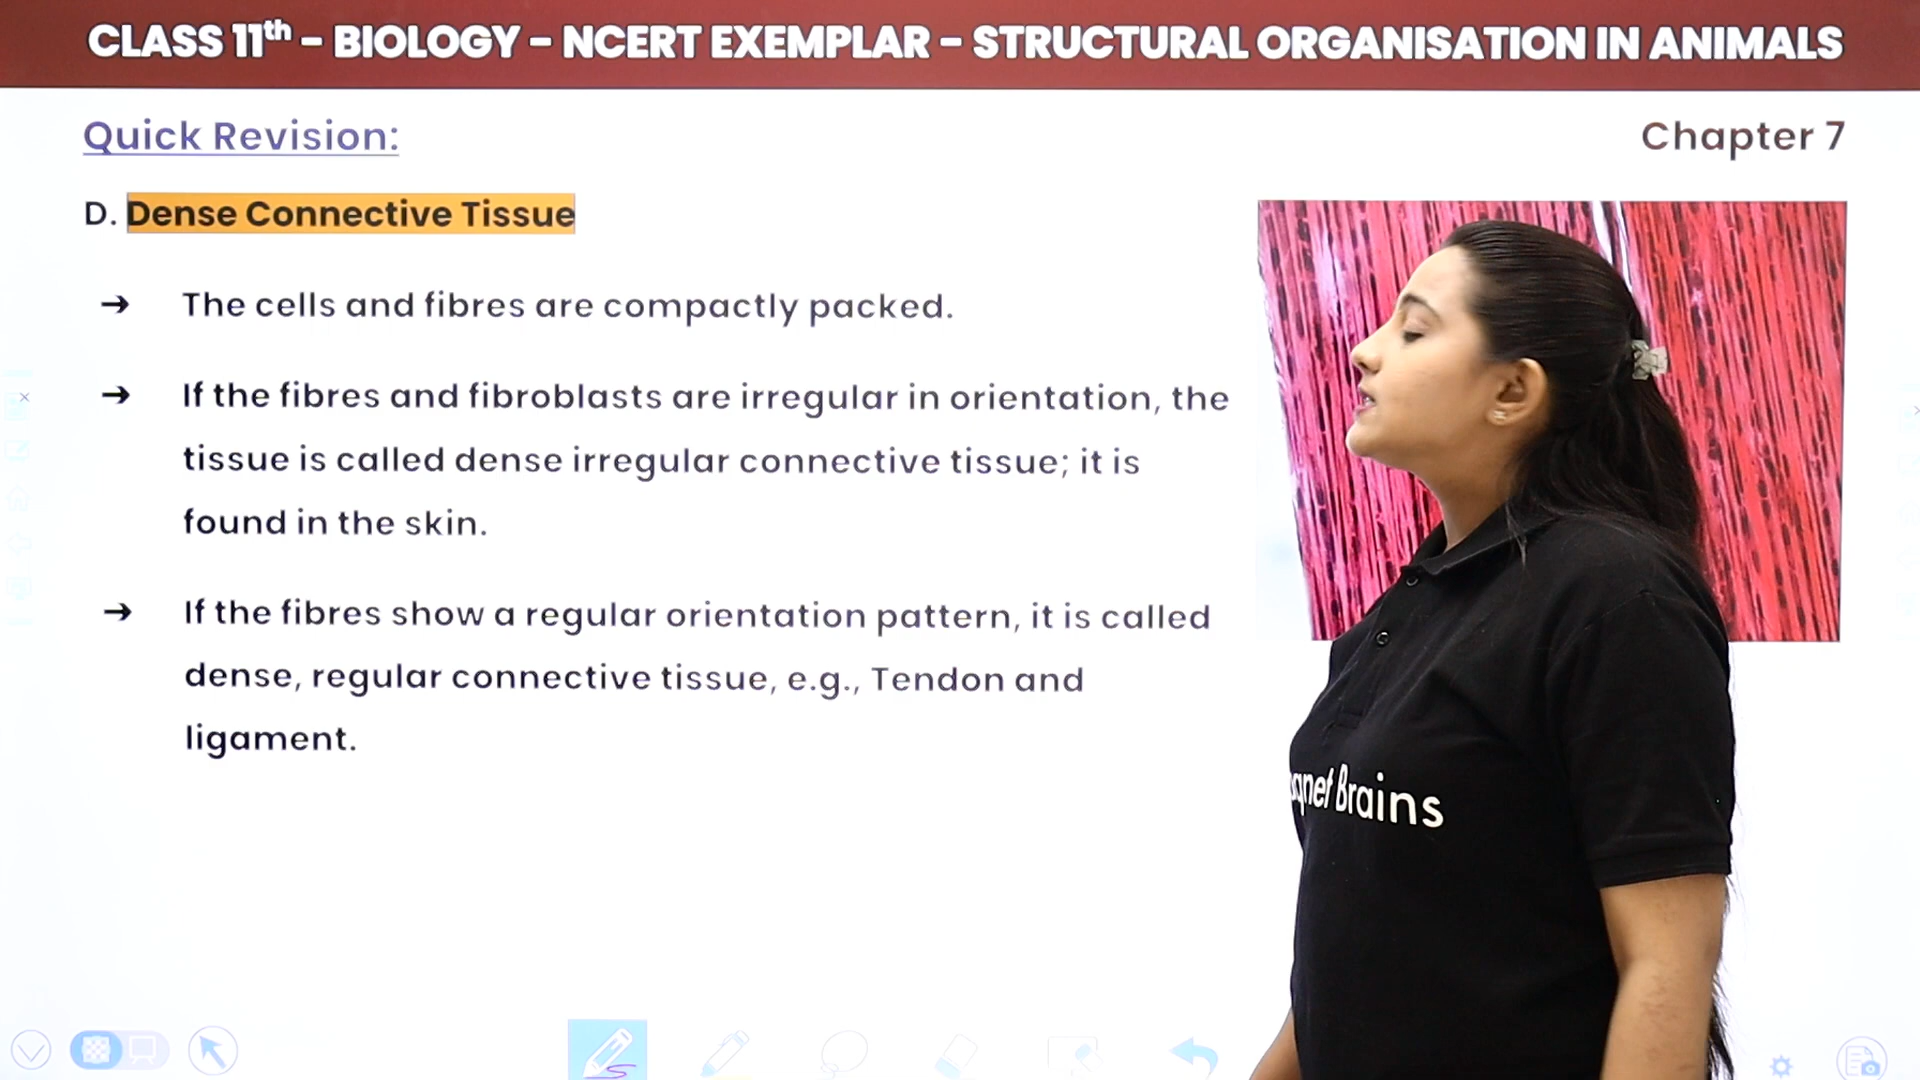 CLASS 11th – BIOLOGY – NCERT EXEMPLAR – STRUCTURAL ORGANISATION IN ANIMALS
Quick Revision:
Chapter 7
D. Dense Connective Tissue
➔ The cells and fibres are compactly packed.
➔ If the fibres and fibroblasts are irregular in orientation, the
tissue is called dense irregular connective tissue; it is
found in the skin.
➔ If the fibres show a regular orientation pattern, it is called
dense, regular connective tissue, e.g., Tendon and
ligament.
Brains